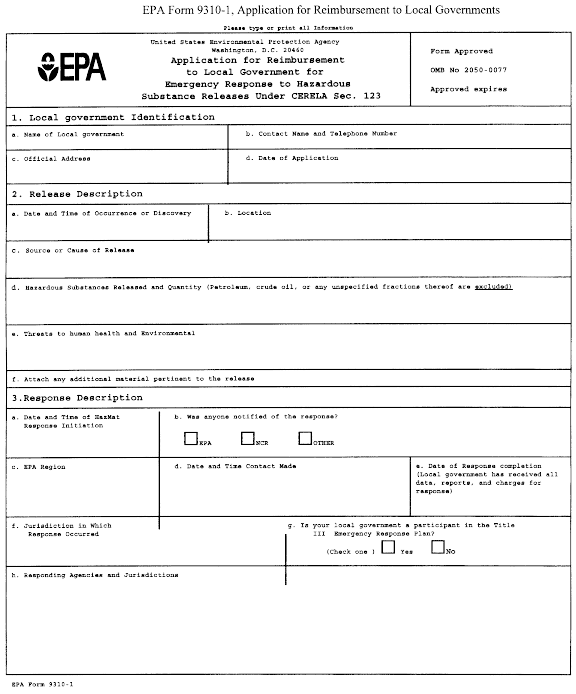 EPA Form 9310-1, Application for Reimbursement to Local Governments
Please type or print all Information
EPA
United States Environmental Protection Agency
Washington, D.C. 20460
Application for Reimbursement
to Local Government for
Emergency Response to Hazardous
Substance Releases Under CERELA Sec. 123
Form Approved
OMB No 2050-0077
Approved expires
1. Local government Identification
a. Name of Local government
b. Contact Name and Telephone Number
c. Official Address
d. Date of Application
2. Release Description
a. Date and Time of Occurrence or Discovery
b. Location
c. Source or Cause of Release
d. Hazardous Substances Released and Quantity (Petroleum, crude oil, or any unspecified fractions thereof are excluded)
e. Threats to human health and Environmental
f. Attach any additional material pertinent to the release
3.Response Description
a. Date and Time of HazMat
Response Initiation
b. Was anyone notified of the response?
EPA NCR OTHER
c. EPA Region
d. Date and Time Contact Made
e. Date of Response completion
(Local government has received all
data, reports, and charges for
response)
f. Jurisdiction in Which
Response Occurred
g. Is your local government a participant in the Title
III Emergency Response Plan?
(Check one ) Yes No
h. Responding Agencies and Jurisdictions
EPA Form 9310-1